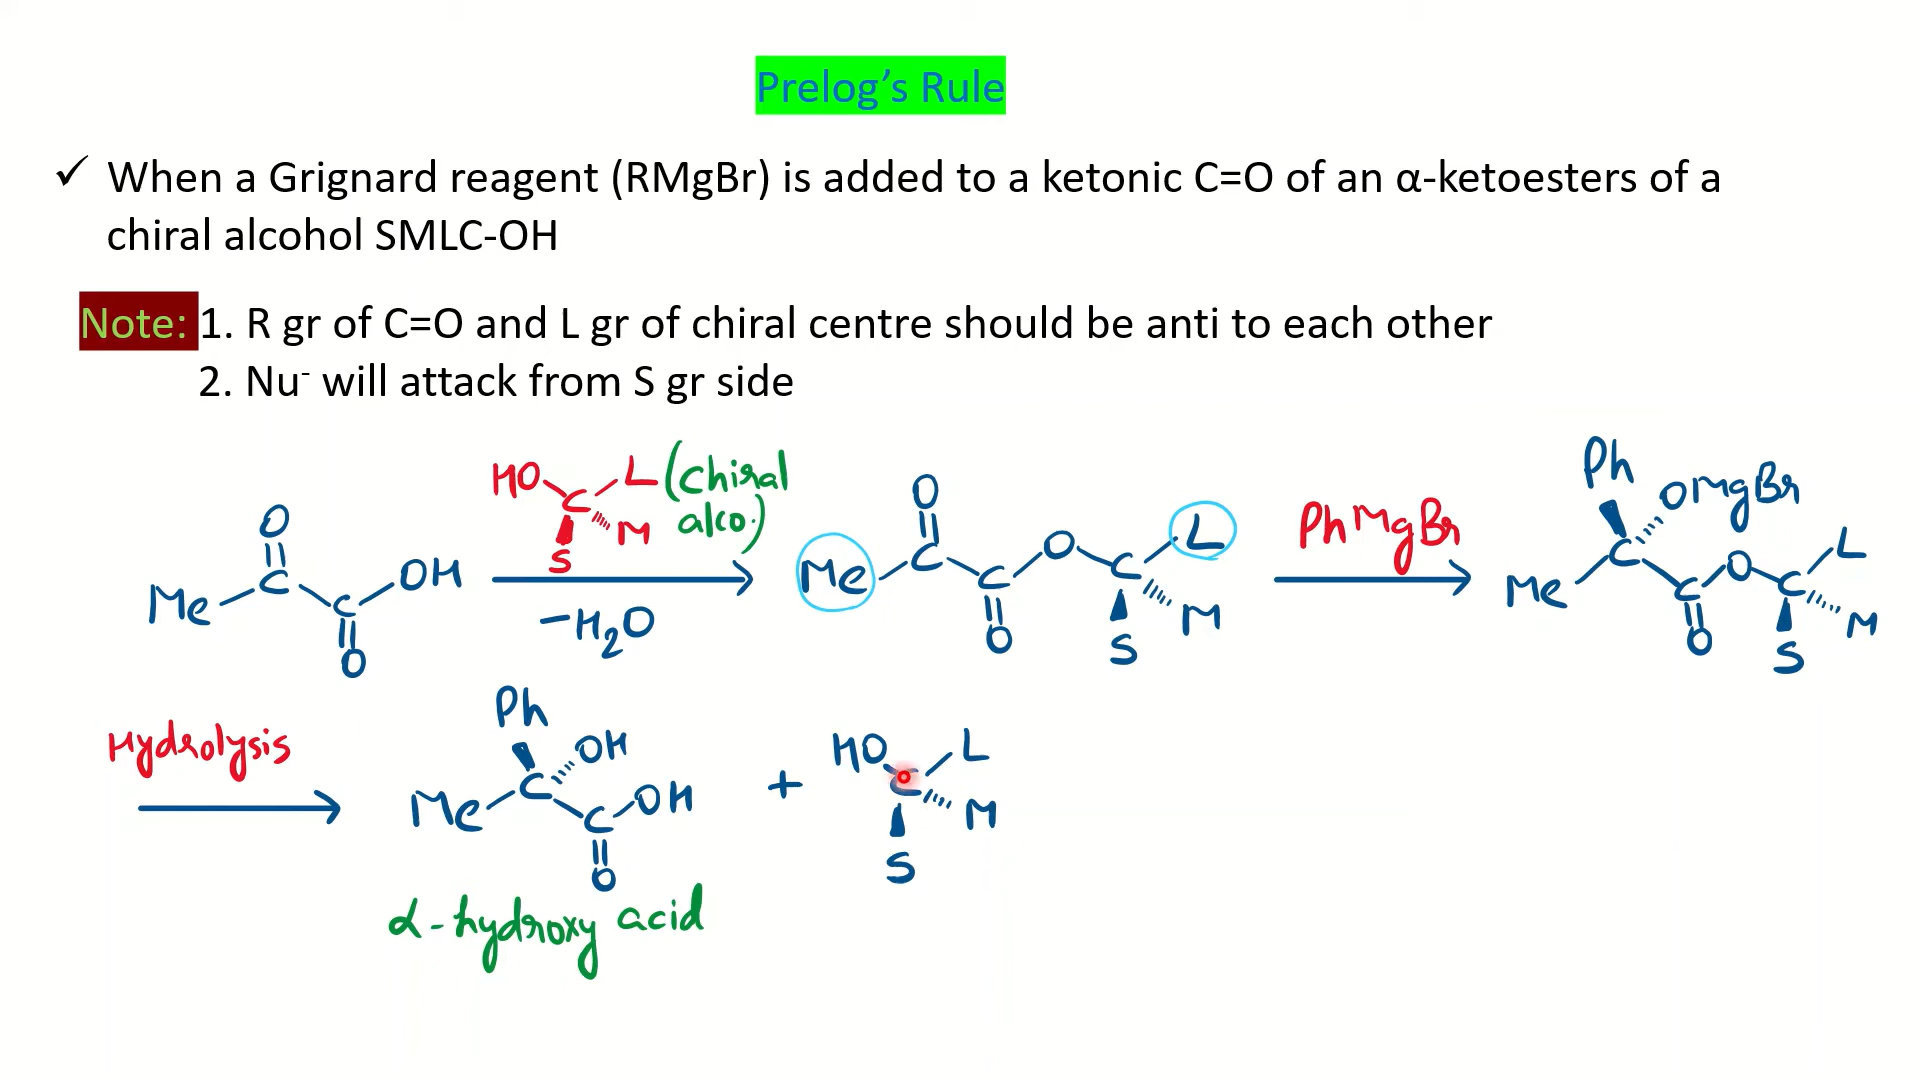 Prelog’s Rule
✓ When a Grignard reagent (RMgBr) is added to a ketonic C=O of an α-ketoesters of a
chiral alcohol SMLC-OH
Note: 1. R gr of C=O and L gr of chiral centre should be anti to each other
2. Nu⁻ will attack from S gr side
O
Me C C OH
O
HO C L M S
(chiral
alco.)
-H₂O
O
Me C C O C L
O S M
PhMgBr
Ph
OMgBr
Me C C O C L
O S M
Hydrolysis
Ph
OH
Me C C OH
O
α-hydroxy acid
+
HO C L
M
S